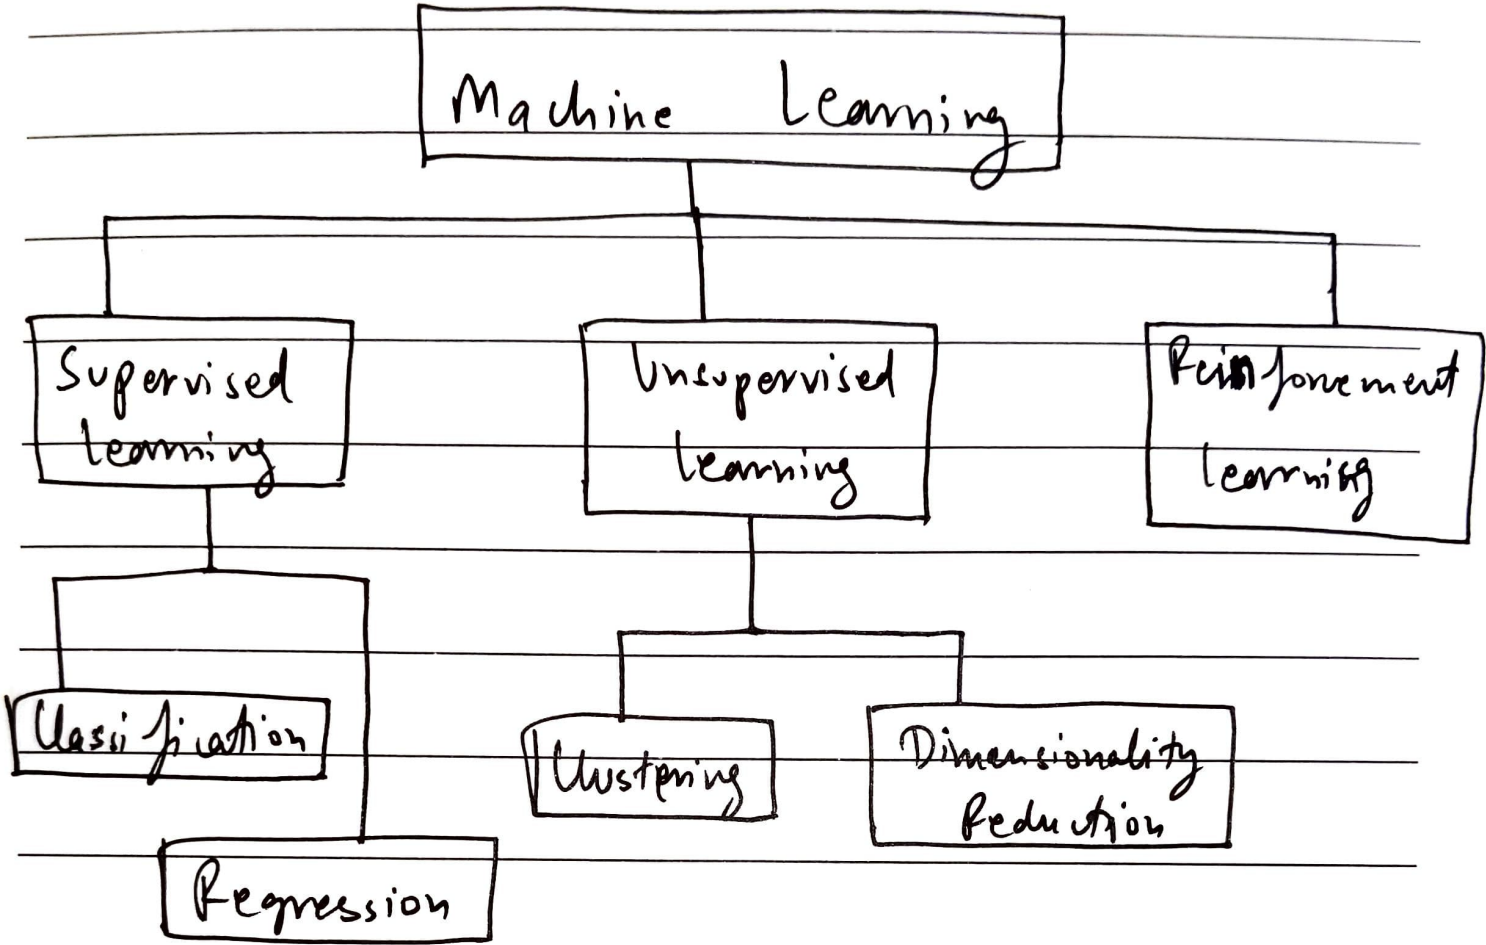 Machine Learning
Supervised
Learning
Unsupervised
Learning
Reinforcement
Learning
Classification
Clustering
Dimensionality
Reduction
Regression